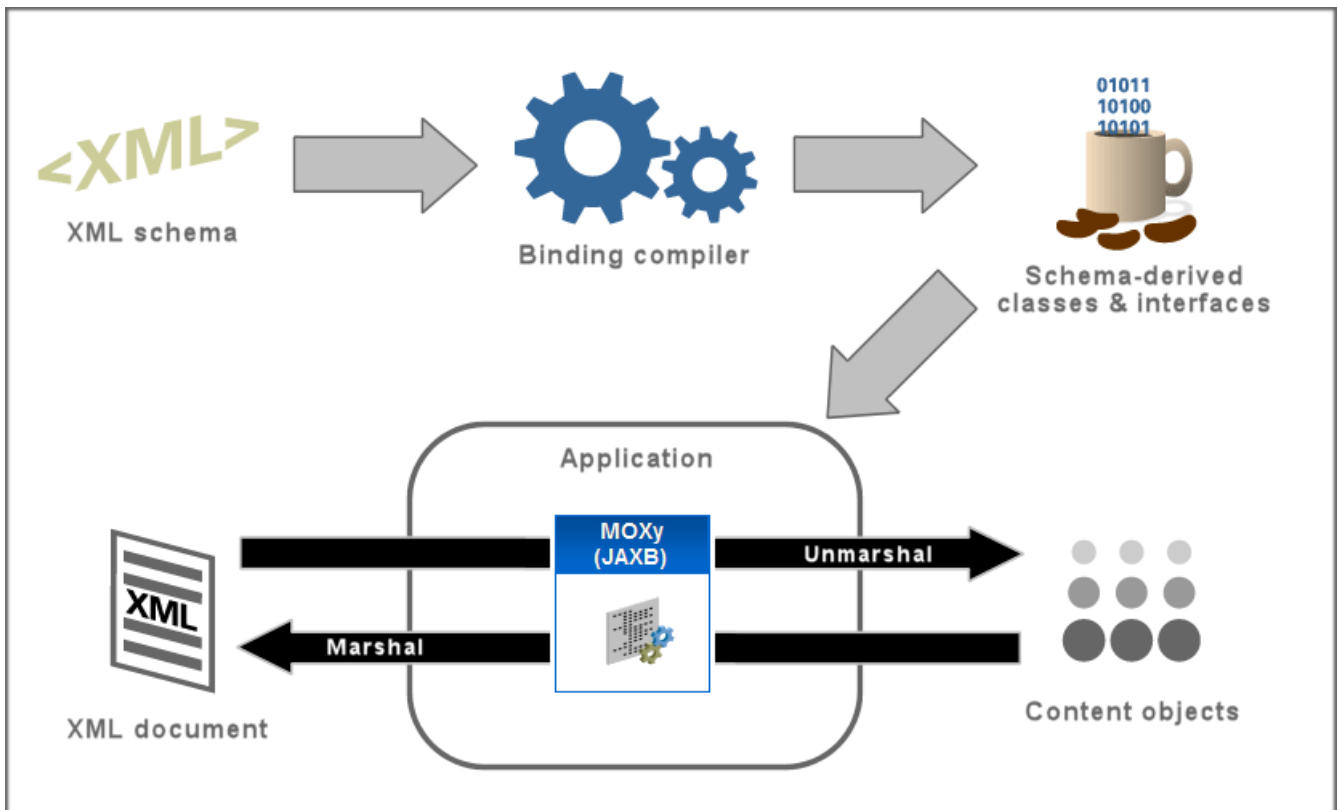 <XML>
XML schema
Binding compiler
01011
10100
10101
Schema-derived
classes & interfaces
Application
MOXy
(JAXB)
Unmarshal
Marshal
XML
XML document
Content objects